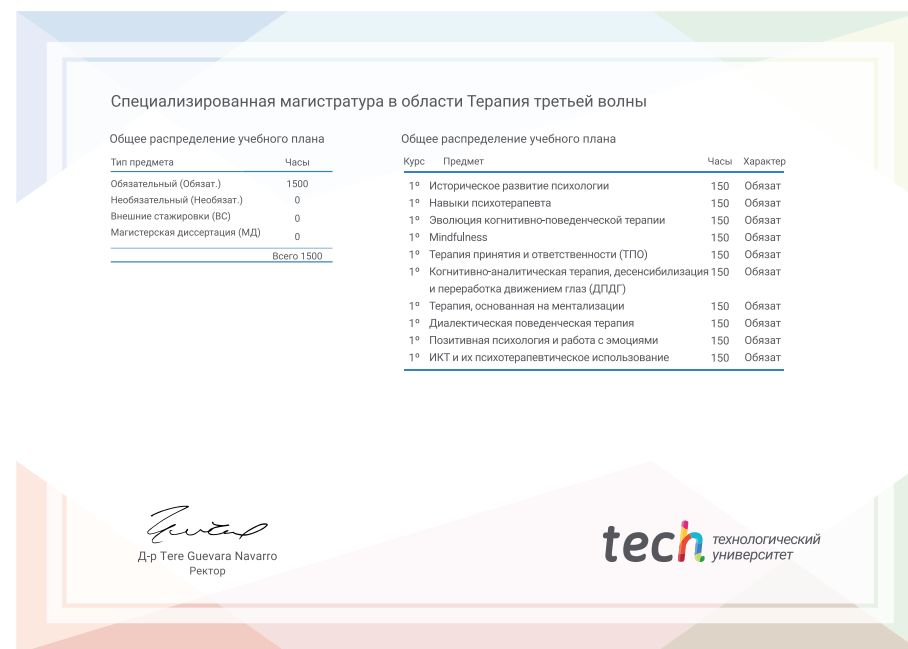 Специализированная магистратура в области Терапия третьей волны
Общее распределение учебного плана
Тип предмета Часы
Обязательный (Обязат.) 1500
Необязательный (Необязат.) 0
Внешние стажировки (ВС) 0
Магистерская диссертация (МД) 0
Всего 1500
Общее распределение учебного плана
Курс Предмет Часы Характер
1º Историческое развитие психологии 150 Обязат
1º Навыки психотерапевта 150 Обязат
1º Эволюция когнитивно-поведенческой терапии 150 Обязат
1º Mindfulness 150 Обязат
1º Терапия принятия и ответственности (ТПО) 150 Обязат
1º Когнитивно-аналитическая терапия, десенсибилизация 150 Обязат
и переработка движением глаз (ДПДГ)
1º Терапия, основанная на ментализации 150 Обязат
1º Диалектическая поведенческая терапия 150 Обязат
1º Позитивная психология и работа с эмоциями 150 Обязат
1º ИКТ и их психотерапевтическое использование 150 Обязат
Д-р Tere Guevara Navarro
Ректор
tech технологический
университет